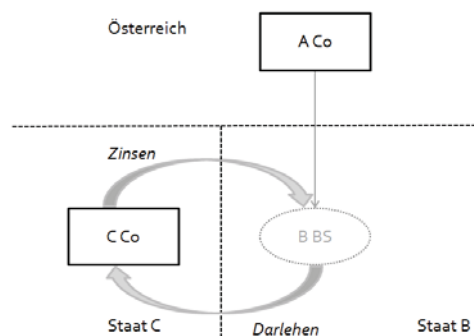 Österreich
A Co
Zinsen
C Co
B BS
Staat C
Darlehen
Staat B